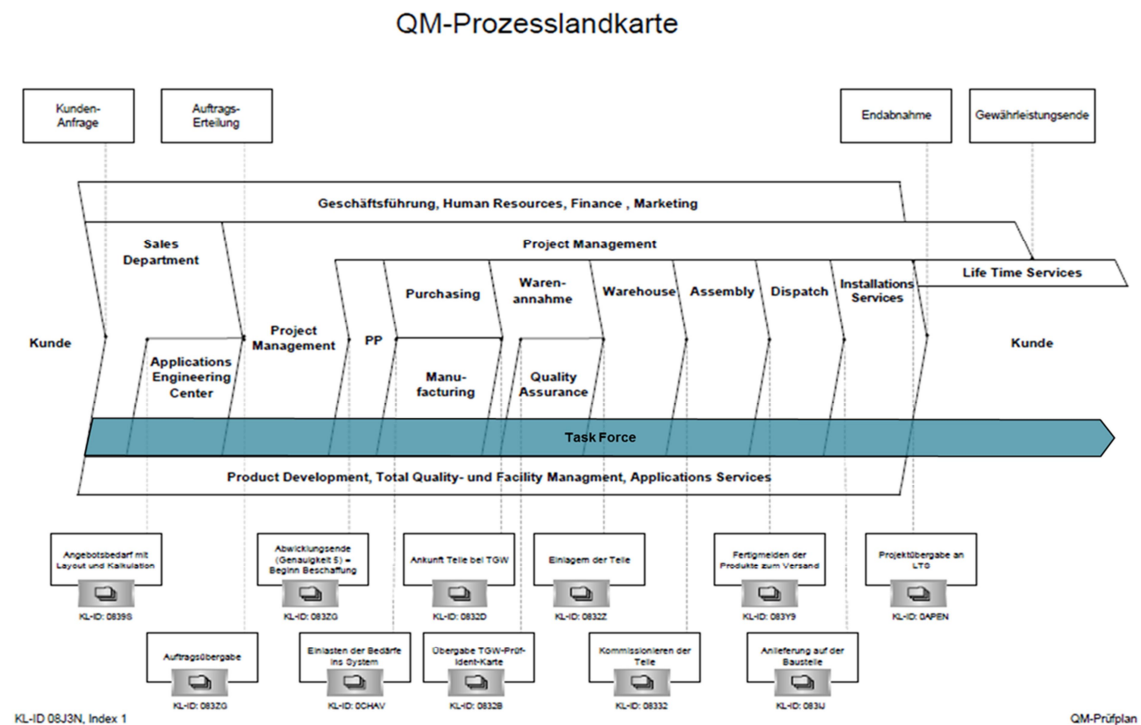 QM-Prozesslandkarte
Kunden-
Anfrage
Auftrags-
Erteilung
Endabnahme
Gewährleistungsende
Geschäftsführung, Human Resources, Finance , Marketing
Sales
Department
Project Management
Life Time Services
Purchasing
Waren-
annahme
Warehouse
Assembly
Dispatch
Installations
Services
Kunde
Applications
Engineering
Center
Project
Management
PP
Manu-
facturing
Quality
Assurance
Kunde
Task Force
Product Development, Total Quality- und Facility Managment, Applications Services
Angebotsbedarf mit
Layout und Kalkulation
KL-ID: 0839S
Abwicklungsende
(Genauigkeit 5) =
Beginn Beschaffung
KL-ID: 083ZG
Ankunft Teile bei TGW
KL-ID: 0832D
Einlagern der Teile
KL-ID: 0832Z
Fertigmelden der
Produkte zum Versand
KL-ID: 083Y9
Projektübergabe an
LTS
KL-ID: 0APEN
Auftragsübergabe
KL-ID: 083ZG
Einlasten der Bedärfe
ins System
KL-ID: 0CHAV
Übergabe TGW-Prüf-
Ident-Karte
KL-ID: 0832B
Kommissionieren der
Teile
KL-ID: 08332
Anlieferung auf der
Baustelle
KL-ID: 083IJ
KL-ID 08J3N, Index 1
QM-Prüfplan